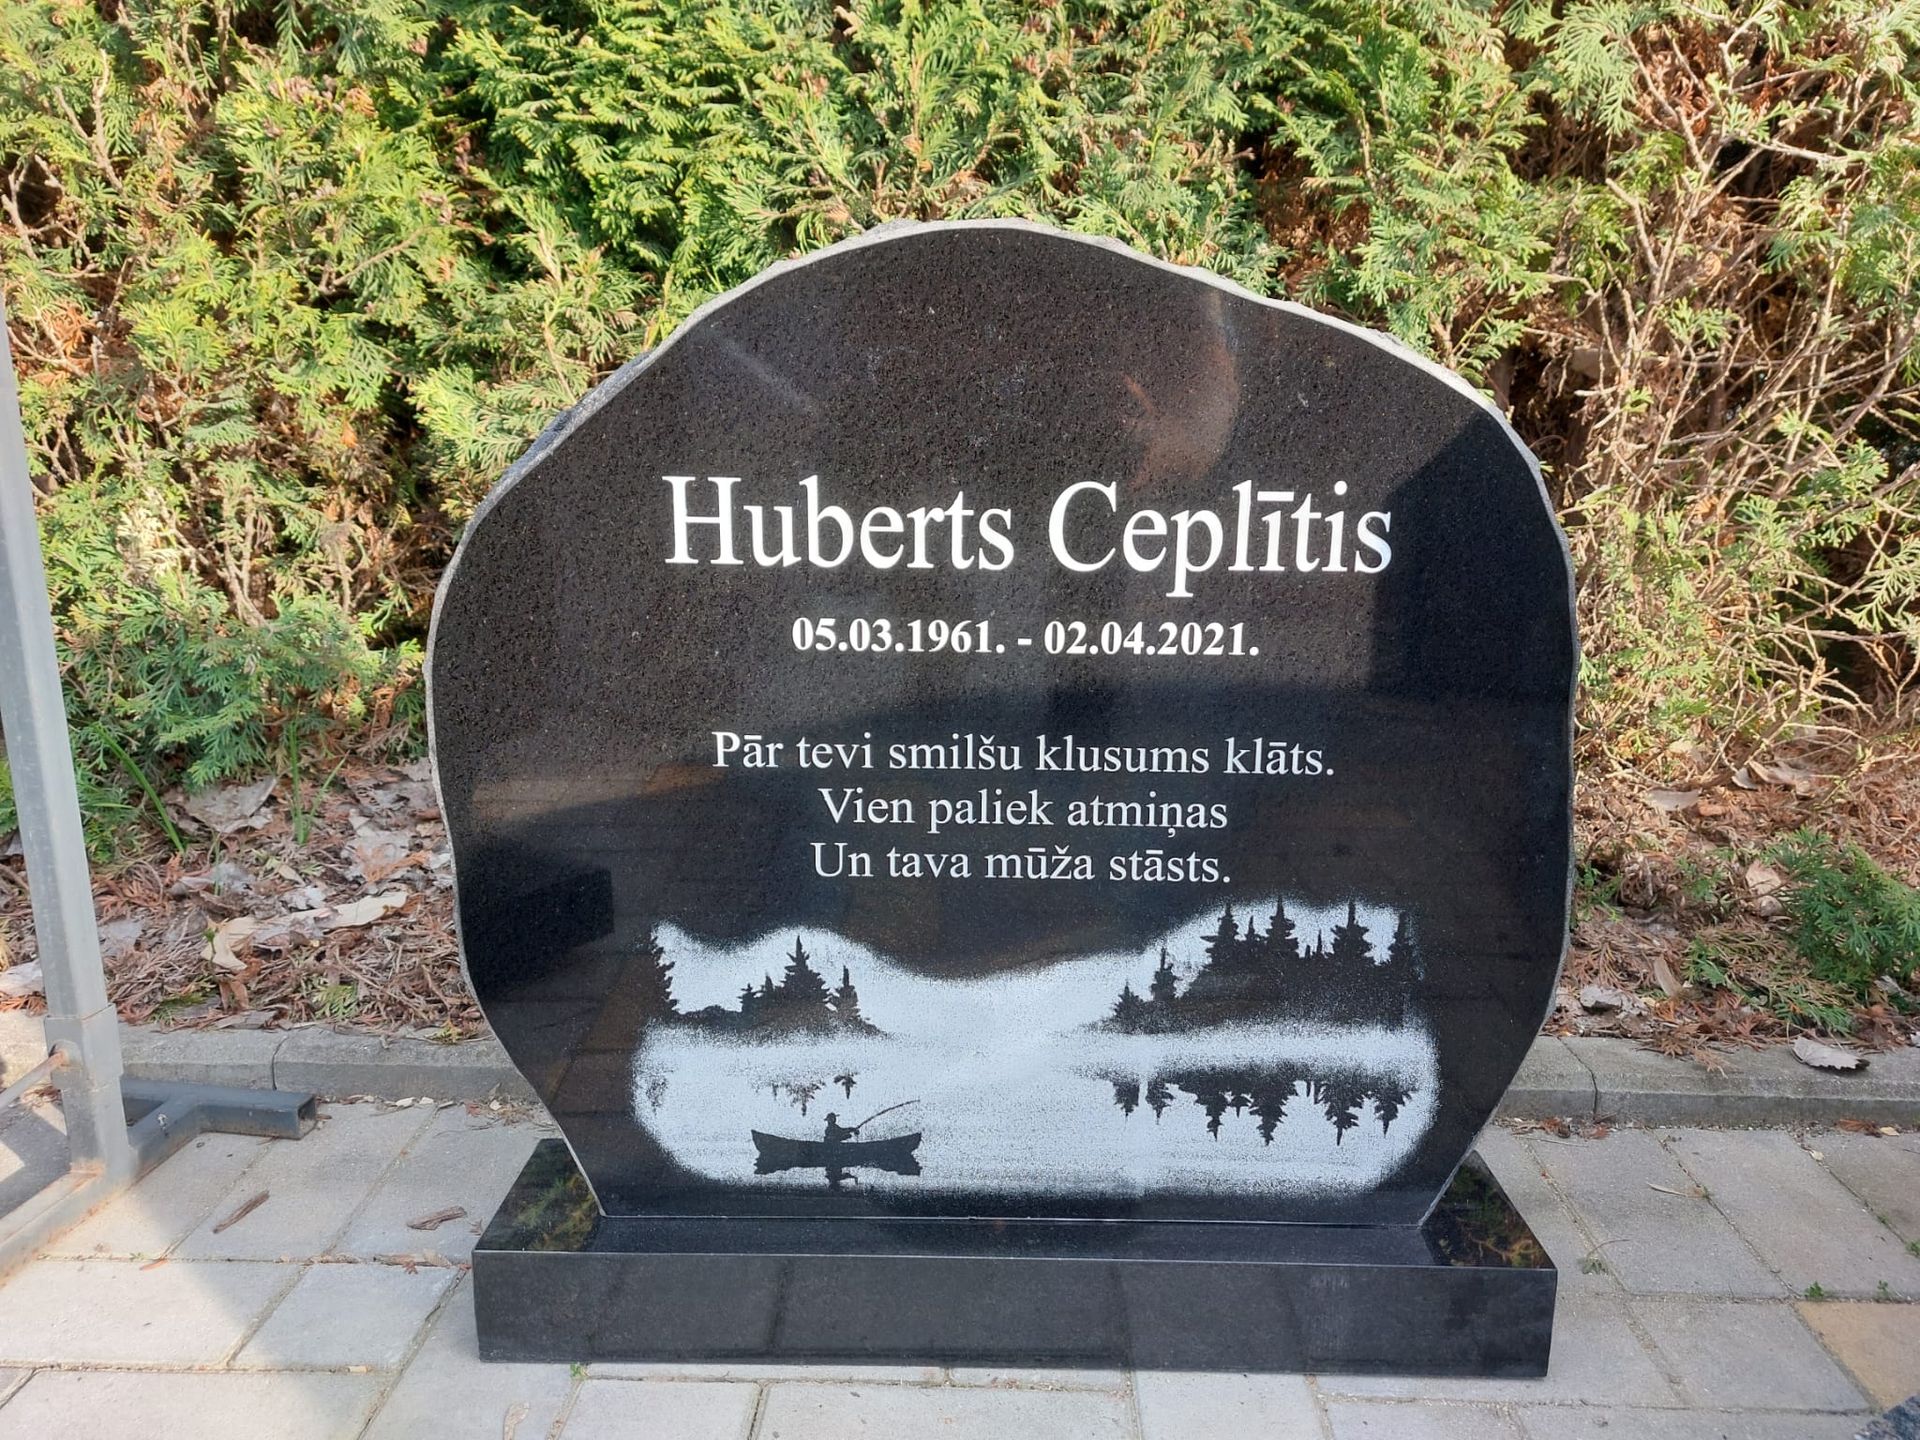 Huberts Ceplītis
05.03.1961. - 02.04.2021.
Pār tevi smilšu klusums klāts.
Vien paliek atmiņas
Un tava mūža stāsts.